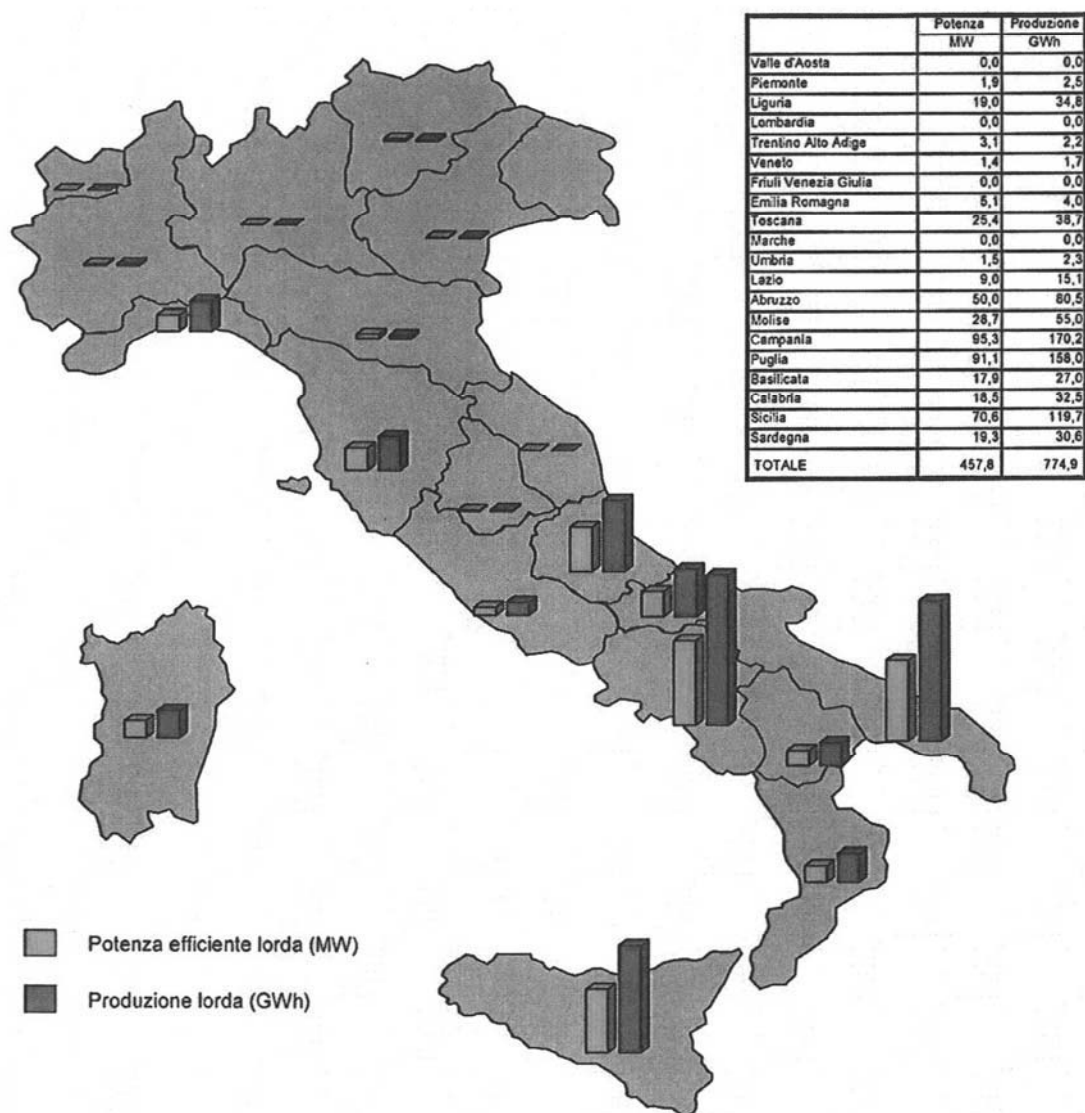 Potenza Produzione
MW GWh
Valle d'Aosta 0,0 0,0
Piemonte 1,9 2,5
Liguria 19,0 34,8
Lombardia 0,0 0,0
Trentino Alto Adige 3,1 2,2
Veneto 1,4 1,7
Friuli Venezia Giulia 0,0 0,0
Emilia Romagna 5,1 4,0
Toscana 25,4 38,7
Marche 0,0 0,0
Umbria 1,5 2,3
Lazio 9,0 15,1
Abruzzo 50,0 80,5
Molise 28,7 55,0
Campania 95,3 170,2
Puglia 91,1 158,0
Basilicata 17,9 27,0
Calabria 18,5 32,5
Sicilia 70,6 119,7
Sardegna 19,3 30,6
TOTALE 457,8 774,9
Potenza efficiente lorda (MW)
Produzione lorda (GWh)